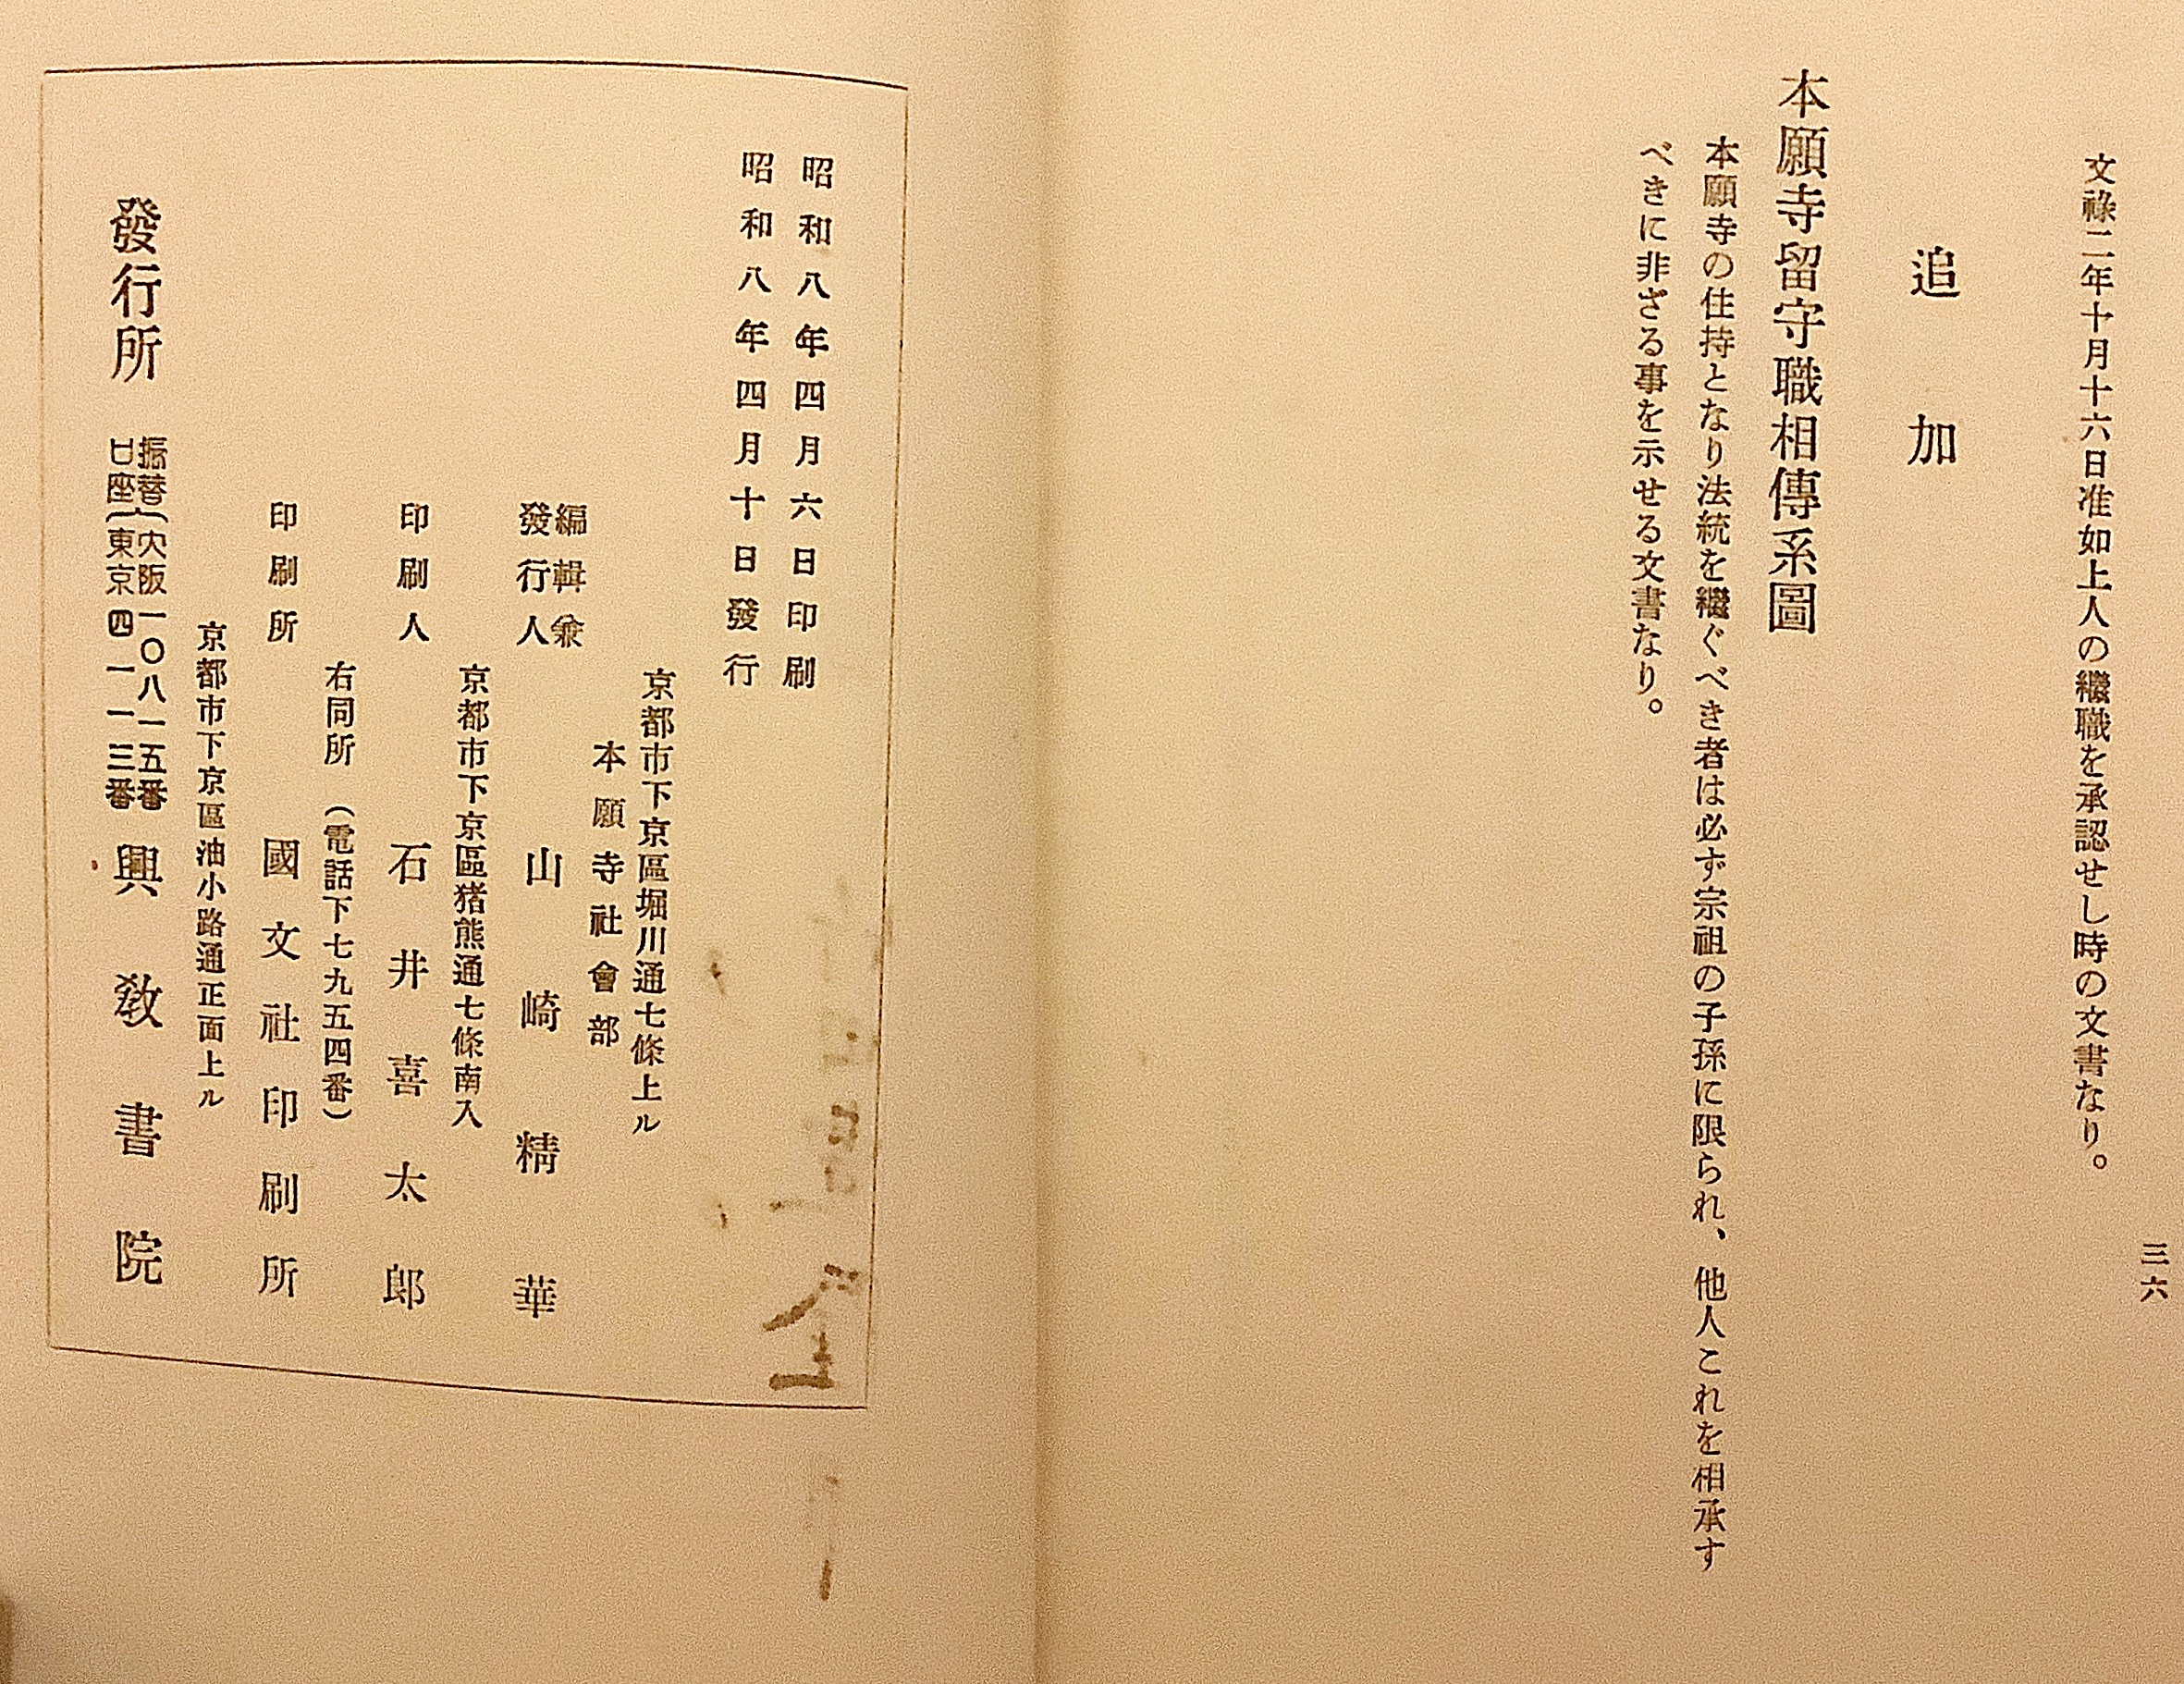 文祿二年十月十六日准如上人の繼職を承認せし時の文書なり。
三六
追加
本願寺留守職相傳系圖
本願寺の住持となり法統を繼ぐべき者は必ず宗祖の子孫に限られ、他人これを相承す
べきに非ざる事を示せる文書なり。
昭和八年四月六日印刷
昭和八年四月十日發行
京都市下京區堀川通七條上ル
本願寺社會部
編輯兼
發行人 山崎精華
京都市下京區猪熊通七條南入
印刷人 石井喜太郎
右同所 (電話下七九五四番)
印刷所 國文社印刷所
京都市下京區油小路通正面上ル
發行所 興教書院
振替 大阪一〇八一五番
口座 東京四一一三番